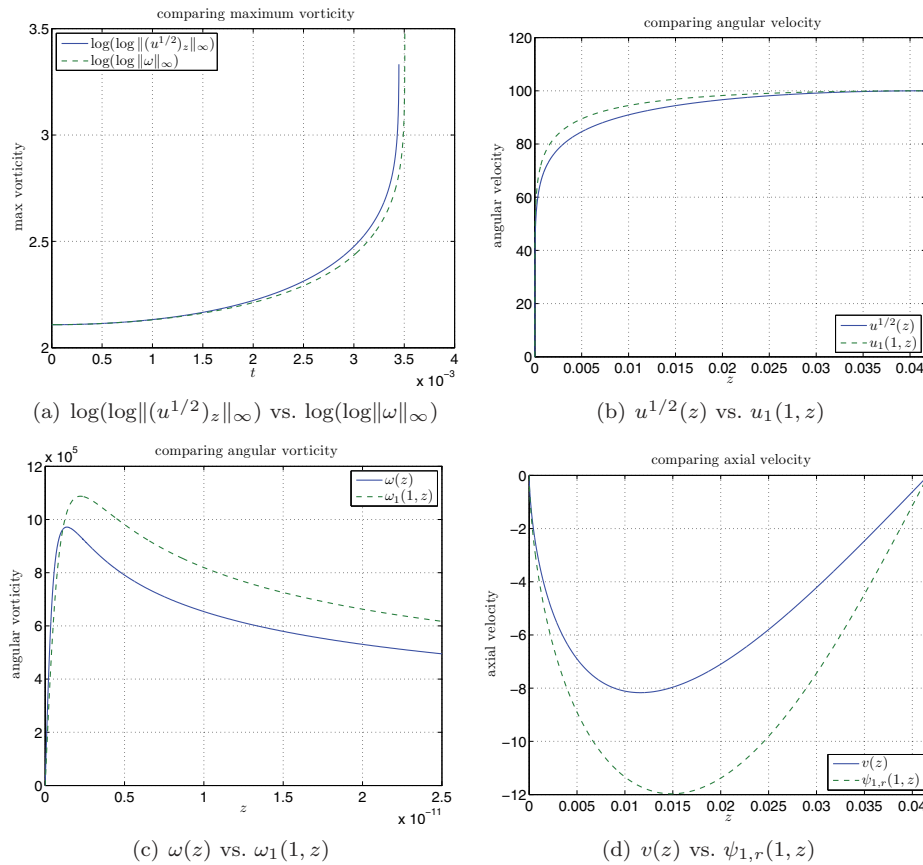 comparing maximum vorticity
3.5
3
2.5
2
max vorticity
log(log ∥(u^{1/2})_z∥_∞)
log(log ∥ω∥_∞)
0 0.5 1 1.5 2 2.5 3 3.5 4
t
x 10^{-3}
(a) log(log∥(u^{1/2})_z∥_∞) vs. log(log∥ω∥_∞)
comparing angular velocity
120
100
80
60
40
20
0
angular velocity
u^{1/2}(z)
u_1(1, z)
0 0.005 0.01 0.015 0.02 0.025 0.03 0.035 0.04
z
(b) u^{1/2}(z) vs. u_1(1, z)
comparing angular vorticity
x 10^5
12
10
8
6
4
2
0
angular vorticity
ω(z)
ω_1(1, z)
0 0.5 1 1.5 2 2.5
z
x 10^{-11}
(c) ω(z) vs. ω_1(1, z)
comparing axial velocity
0
−2
−4
−6
−8
−10
−12
axial velocity
v(z)
ψ_{1,r}(1, z)
0 0.005 0.01 0.015 0.02 0.025 0.03 0.035 0.04
z
(d) v(z) vs. ψ_{1,r}(1, z)